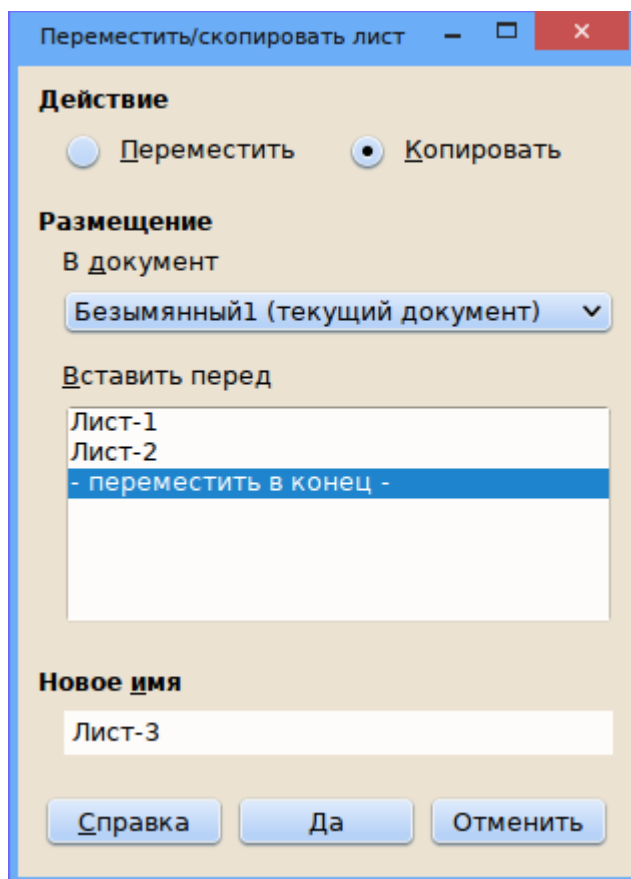 Переместить/скопировать лист
Действие
Переместить Копировать
Размещение
В документ
Безымянный1 (текущий документ)
Вставить перед
Лист-1
Лист-2
- переместить в конец -
Новое имя
Лист-3
Справка Да Отменить